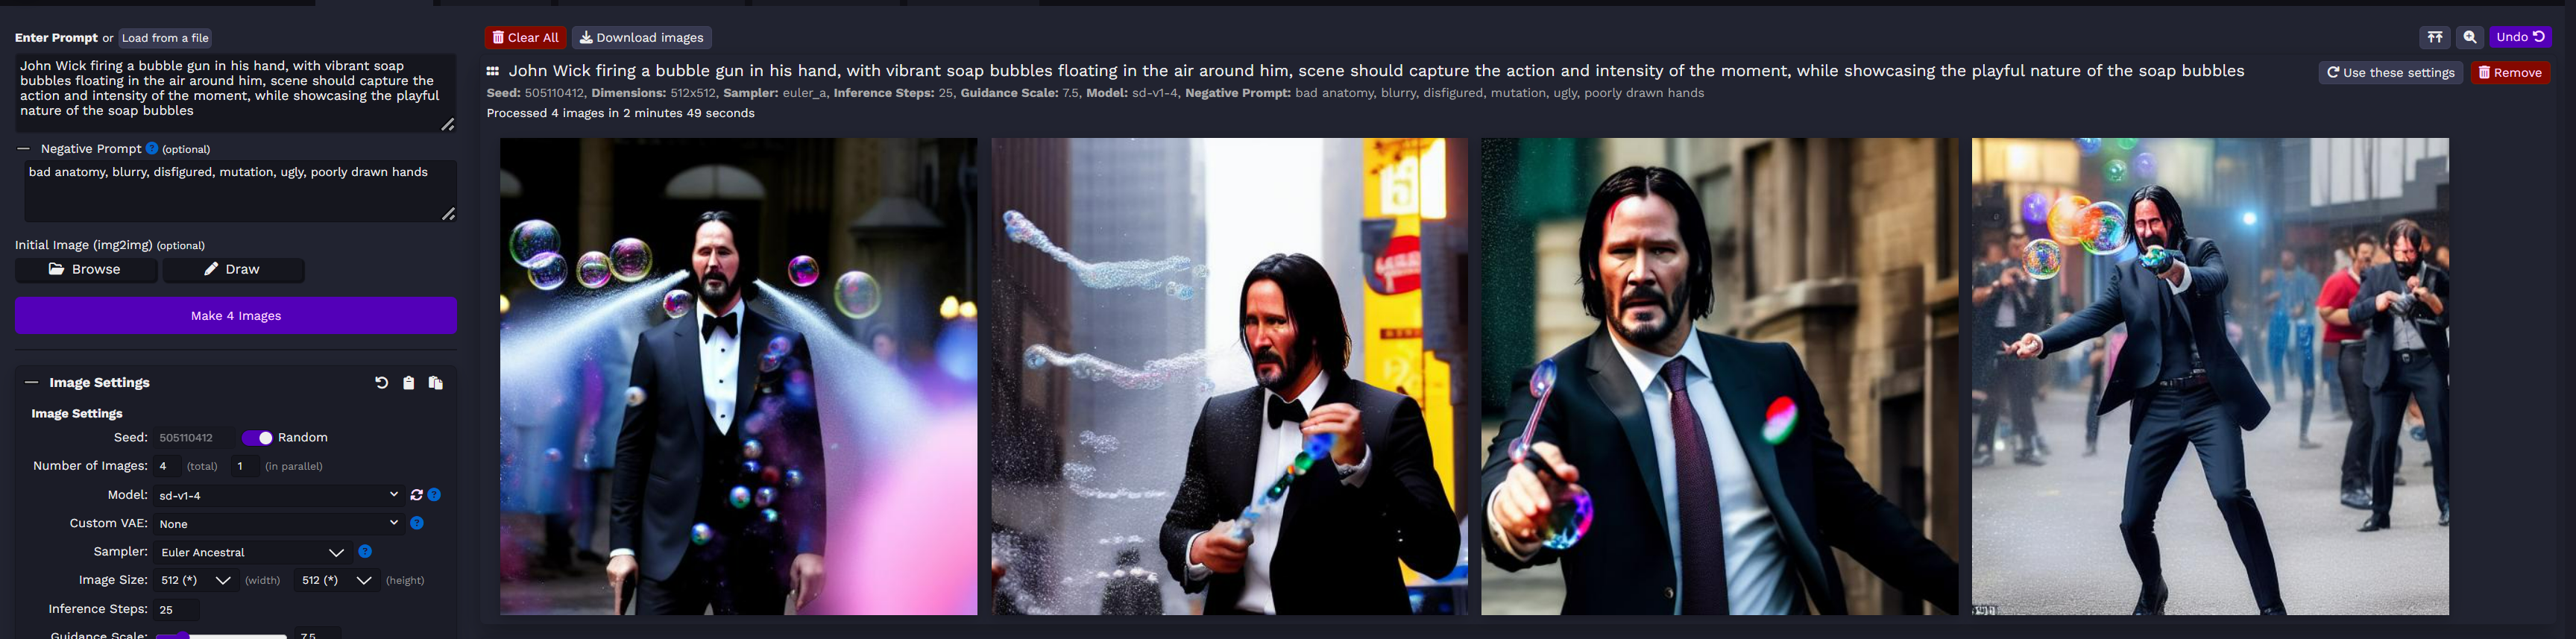 Enter Prompt or Load from a file
John Wick firing a bubble gun in his hand, with vibrant soap
bubbles floating in the air around him, scene should capture the
action and intensity of the moment, while showcasing the playful
nature of the soap bubbles
Negative Prompt ? (optional)
bad anatomy, blurry, disfigured, mutation, ugly, poorly drawn hands
Initial Image (img2img) (optional)
Browse
Draw
Make 4 Images
Image Settings
Image Settings
Seed: 505110412 Random
Number of Images: 4 (total) 1 (in parallel)
Model: sd-v1-4 ?
Custom VAE: None ?
Sampler: Euler Ancestral ?
Image Size: 512 (*) (width) 512 (*) (height)
Inference Steps: 25
Guidance Scale: 7.5
Clear All
Download images
Undo
John Wick firing a bubble gun in his hand, with vibrant soap bubbles floating in the air around him, scene should capture the action and intensity of the moment, while showcasing the playful nature of the soap bubbles
Use these settings
Remove
Seed: 505110412, Dimensions: 512x512, Sampler: euler_a, Inference Steps: 25, Guidance Scale: 7.5, Model: sd-v1-4, Negative Prompt: bad anatomy, blurry, disfigured, mutation, ugly, poorly drawn hands
Processed 4 images in 2 minutes 49 seconds